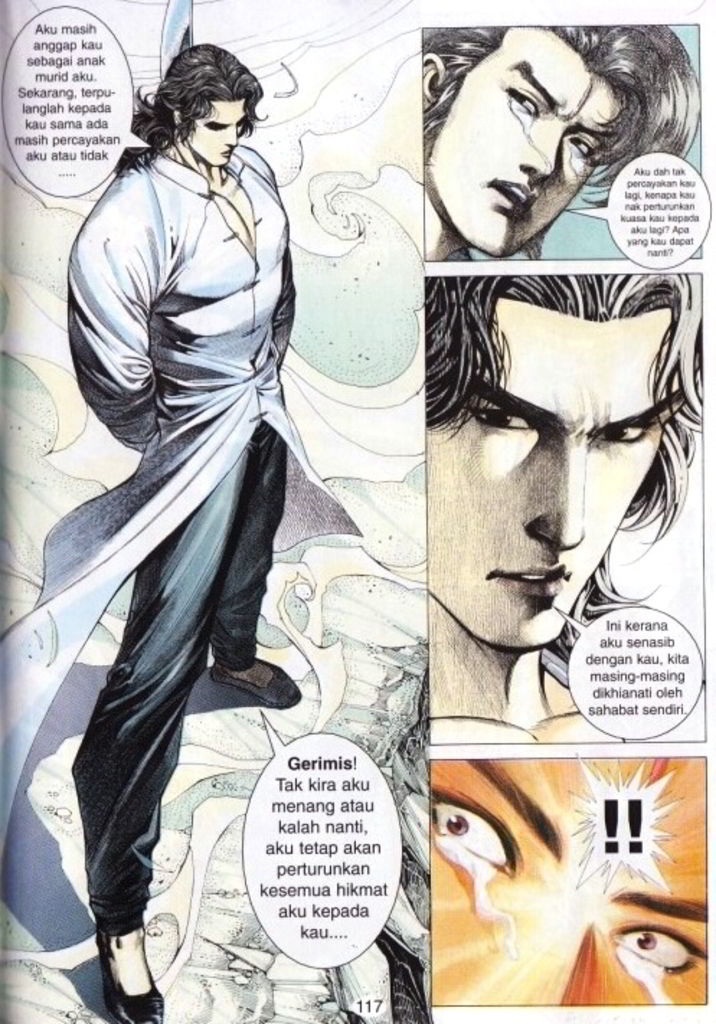 Aku masih
anggap kau
sebagai anak
murid aku.
Sekarang, terpu-
langlah kepada
kau sama ada
masih percayakan
aku atau tidak
.....
Gerimis!
Tak kira aku
menang atau
kalah nanti,
aku tetap akan
perturunkan
kesemua hikmat
aku kepada
kau....
Aku dah tak
percayakan kau
lagi, kenapa kau
nak perturunkan
kuasa kau kepada
aku lagi? Apa
yang kau dapat
nanti?
Ini kerana
aku senasib
dengan kau, kita
masing-masing
dikhianati oleh
sahabat sendiri.
!!
117